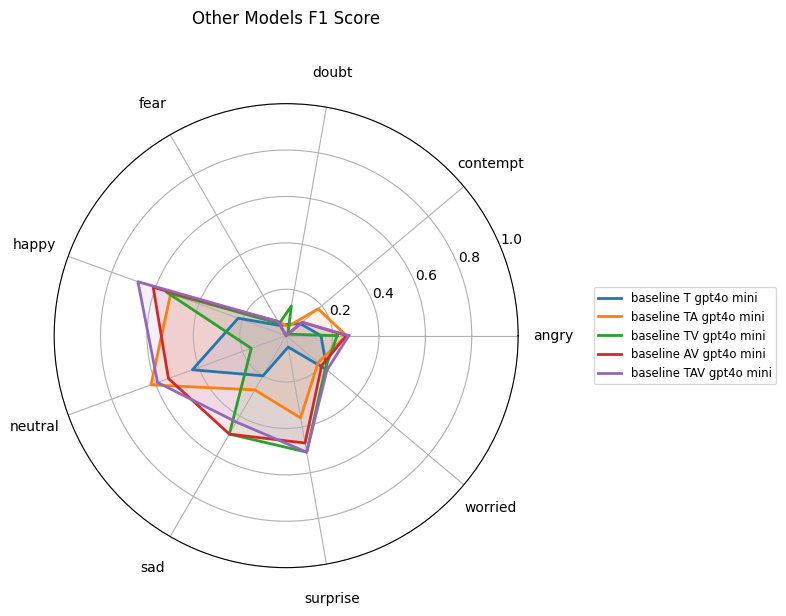 Other Models F1 Score
doubt
fear
contempt
happy
1.0
0.8
0.6
0.4
0.2
angry
neutral
worried
sad
surprise
baseline T gpt4o mini
baseline TA gpt4o mini
baseline TV gpt4o mini
baseline AV gpt4o mini
baseline TAV gpt4o mini